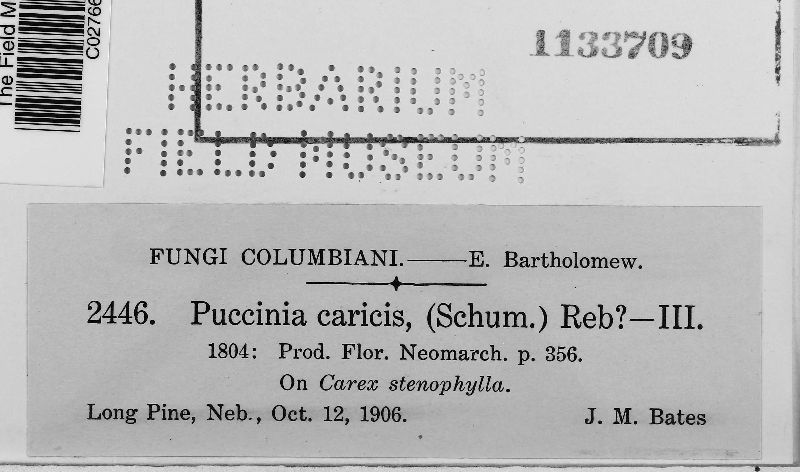 The Field M
C02766
1133709
HERBARIUM
FIELD MUSEUM
FUNGI COLUMBIANI.——E. Bartholomew.
2446. Puccinia caricis, (Schum.) Reb?—III.
1804: Prod. Flor. Neomarch. p. 356.
On Carex stenophylla.
Long Pine, Neb., Oct. 12, 1906. J. M. Bates